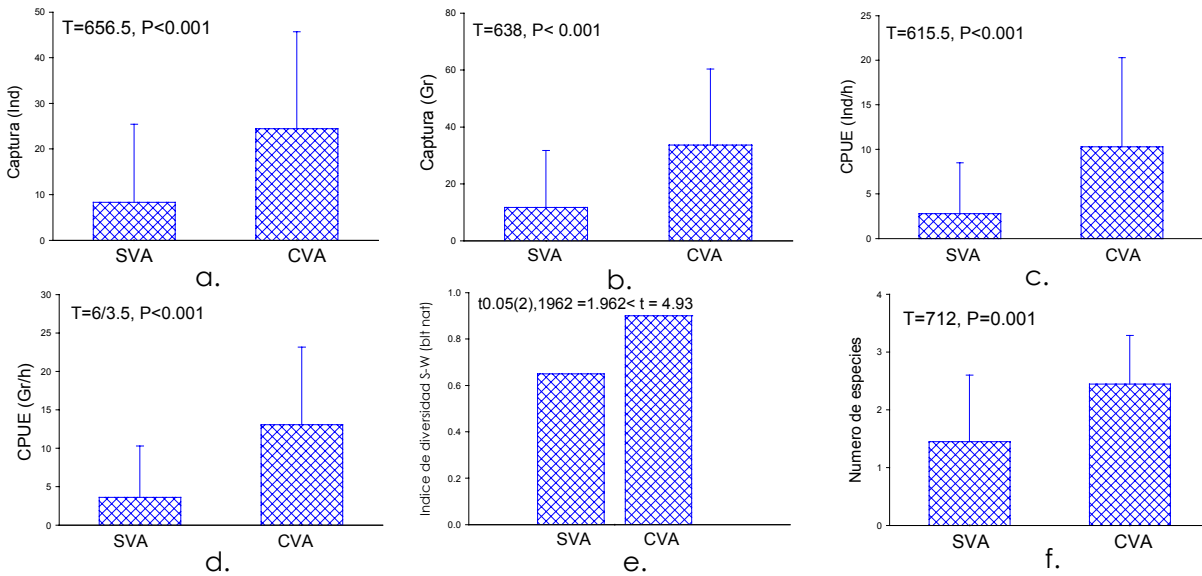 T=656.5, P<0.001
Captura (Ind)
50
40
30
20
10
0
SVA CVA
a.
T=638, P< 0.001
Captura (Gr)
80
60
40
20
0
SVA CVA
b.
T=615.5, P<0.001
CPUE (Ind/h)
25
20
15
10
5
0
SVA CVA
c.
T=6/3.5, P<0.001
CPUE (Gr/h)
30
25
20
15
10
5
0
SVA CVA
d.
t0.05(2),1962 =1.962< t = 4.93
Indice de diversidad S-W (bit nat)
1.0
0.8
0.6
0.4
0.2
0.0
SVA CVA
e.
T=712, P=0.001
Numero de especies
4
3
2
1
0
SVA CVA
f.